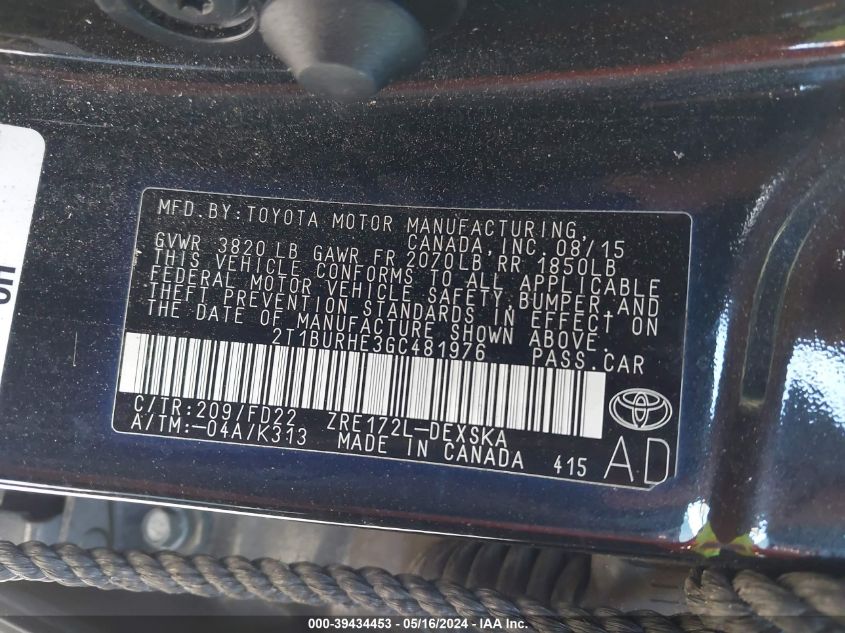 MFD.BY:TOYOTA MOTOR MANUFACTURING,
CANADA, INC. 08/15
GVWR 3820 LB GAWR FR 2070LB RR 1850LB
THIS VEHICLE CONFORMS TO ALL APPLICABLE
FEDERAL MOTOR VEHICLE SAFETY,BUMPER AND
THEFT PREVENTION STANDARDS IN EFFECT ON
THE DATE OF MANUFACTURE SHOWN ABOVE.
2T1BURHE3GC481976 PASS.CAR
C/TR:209/FD22 ZRE172L-DEXSKA
A/TM:-04A/K313 MADE IN CANADA 415 AD
000-39434453 - 05/16/2024 - IAA Inc.